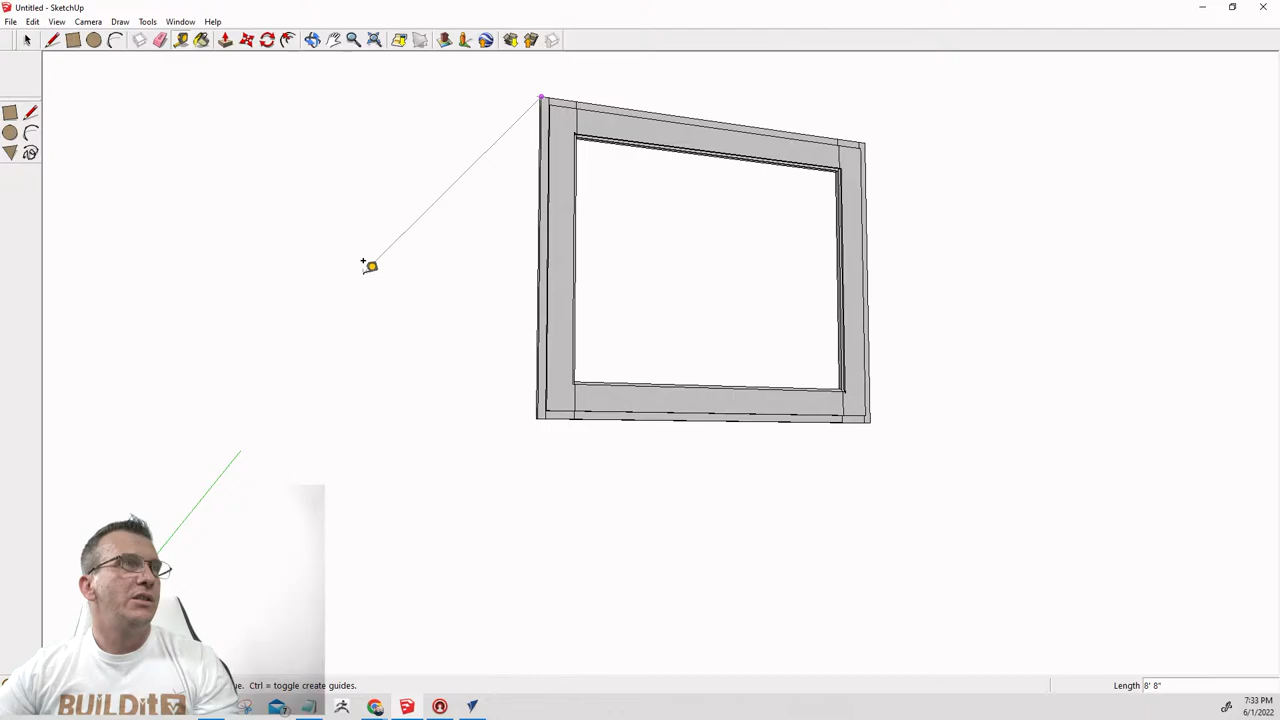 Untitled - SketchUp
File Edit View Camera Draw Tools Window Help
Ctrl = toggle create guides.
Length 8' 8"
7
7:33 PM
6/1/2022
BUILDit